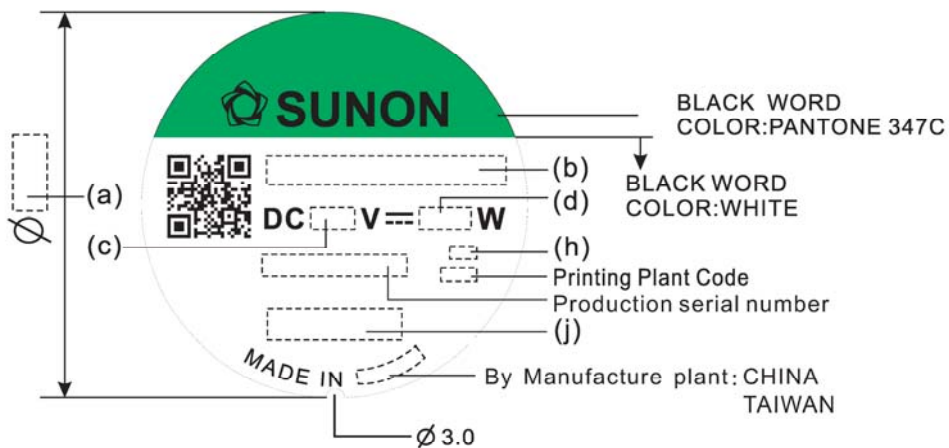 SUNON
BLACK WORD
COLOR:PANTONE 347C
BLACK WORD
COLOR:WHITE
Ø
(a)
(b)
DC V⎓ W
(d)
(c)
(h)
Printing Plant Code
Production serial number
(j)
MADE IN
By Manufacture plant: CHINA
TAIWAN
Ø 3.0